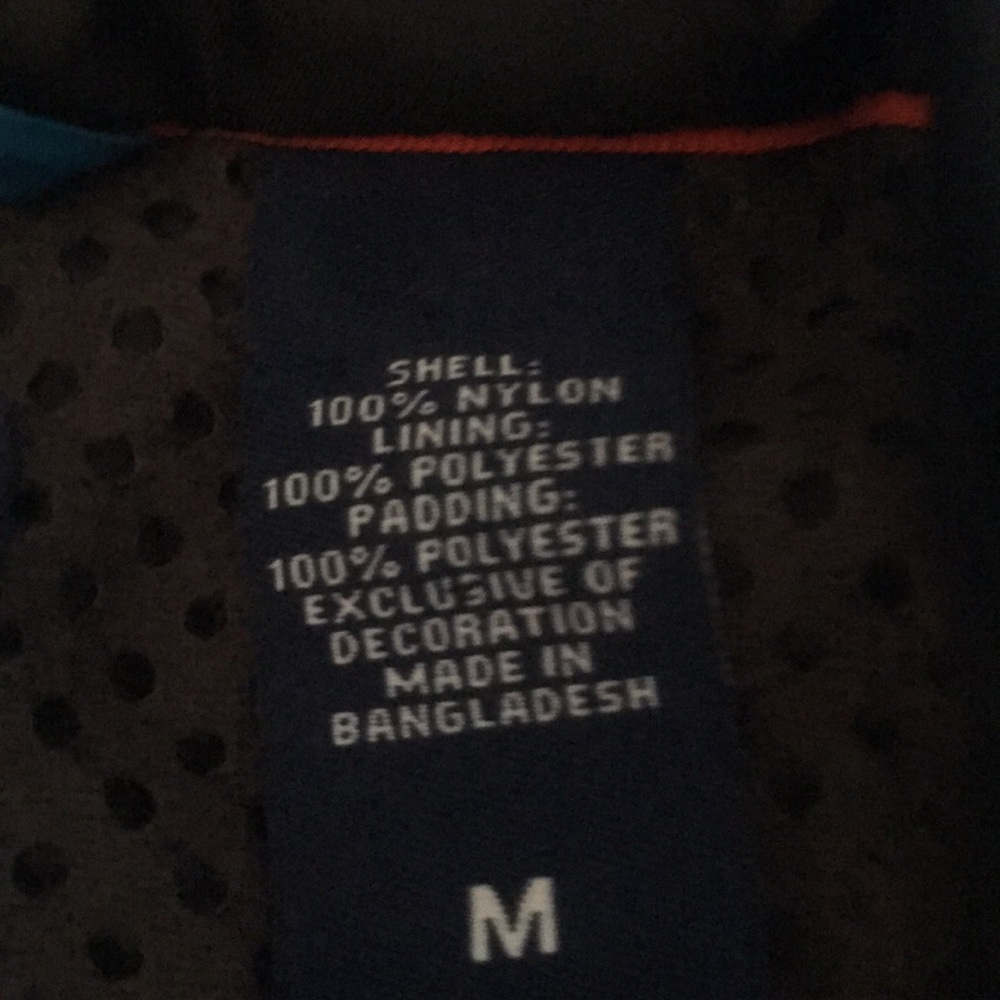 SHELL:
100% NYLON
LINING:
100% POLYESTER
PADDING:
100% POLYESTER
EXCLUSIVE OF
DECORATION
MADE IN
BANGLADESH
M